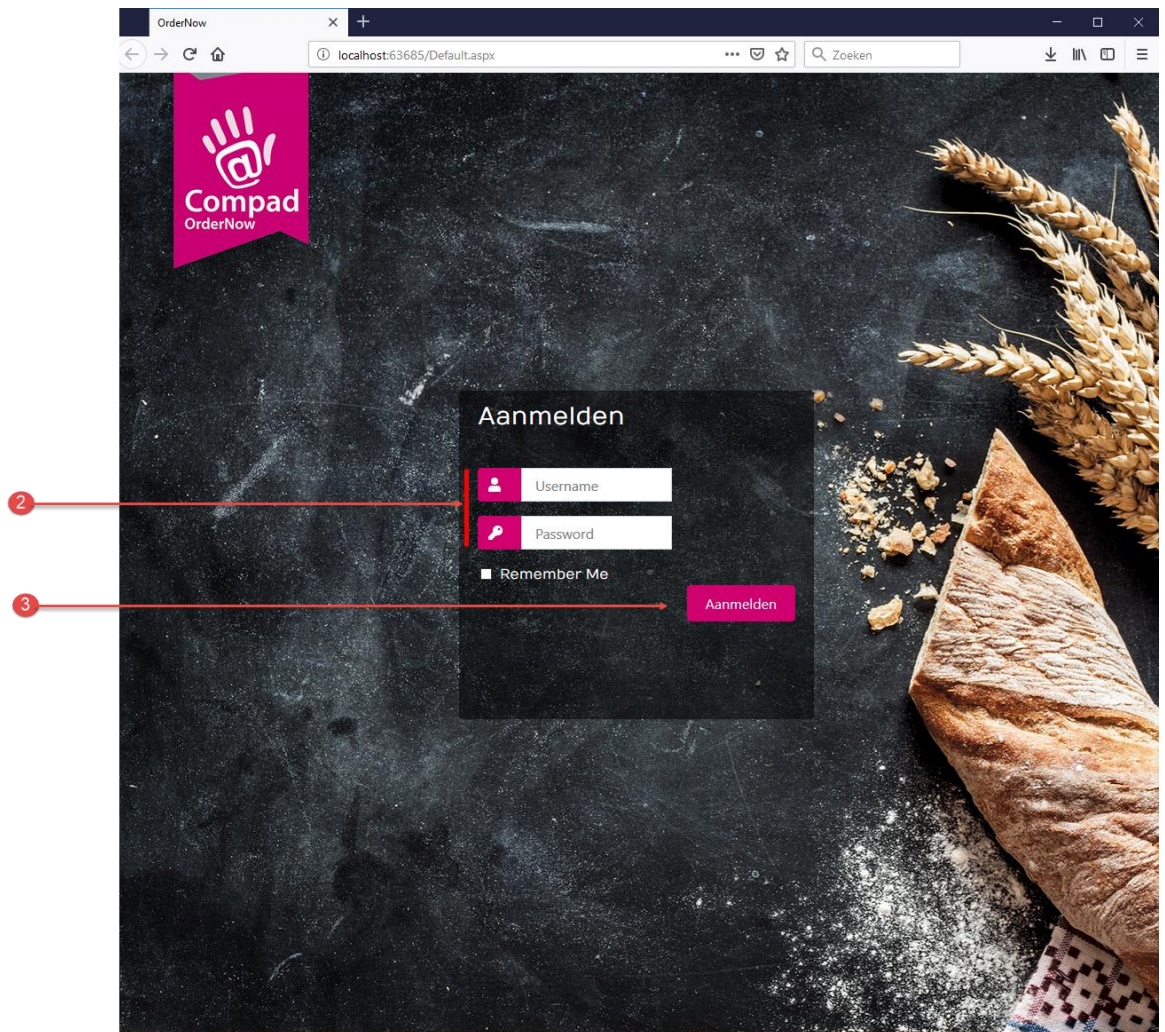 OrderNow
localhost:63685/Default.aspx
Zoeken
@
Compad
OrderNow
Aanmelden
2
Username
Password
Remember Me
3
Aanmelden